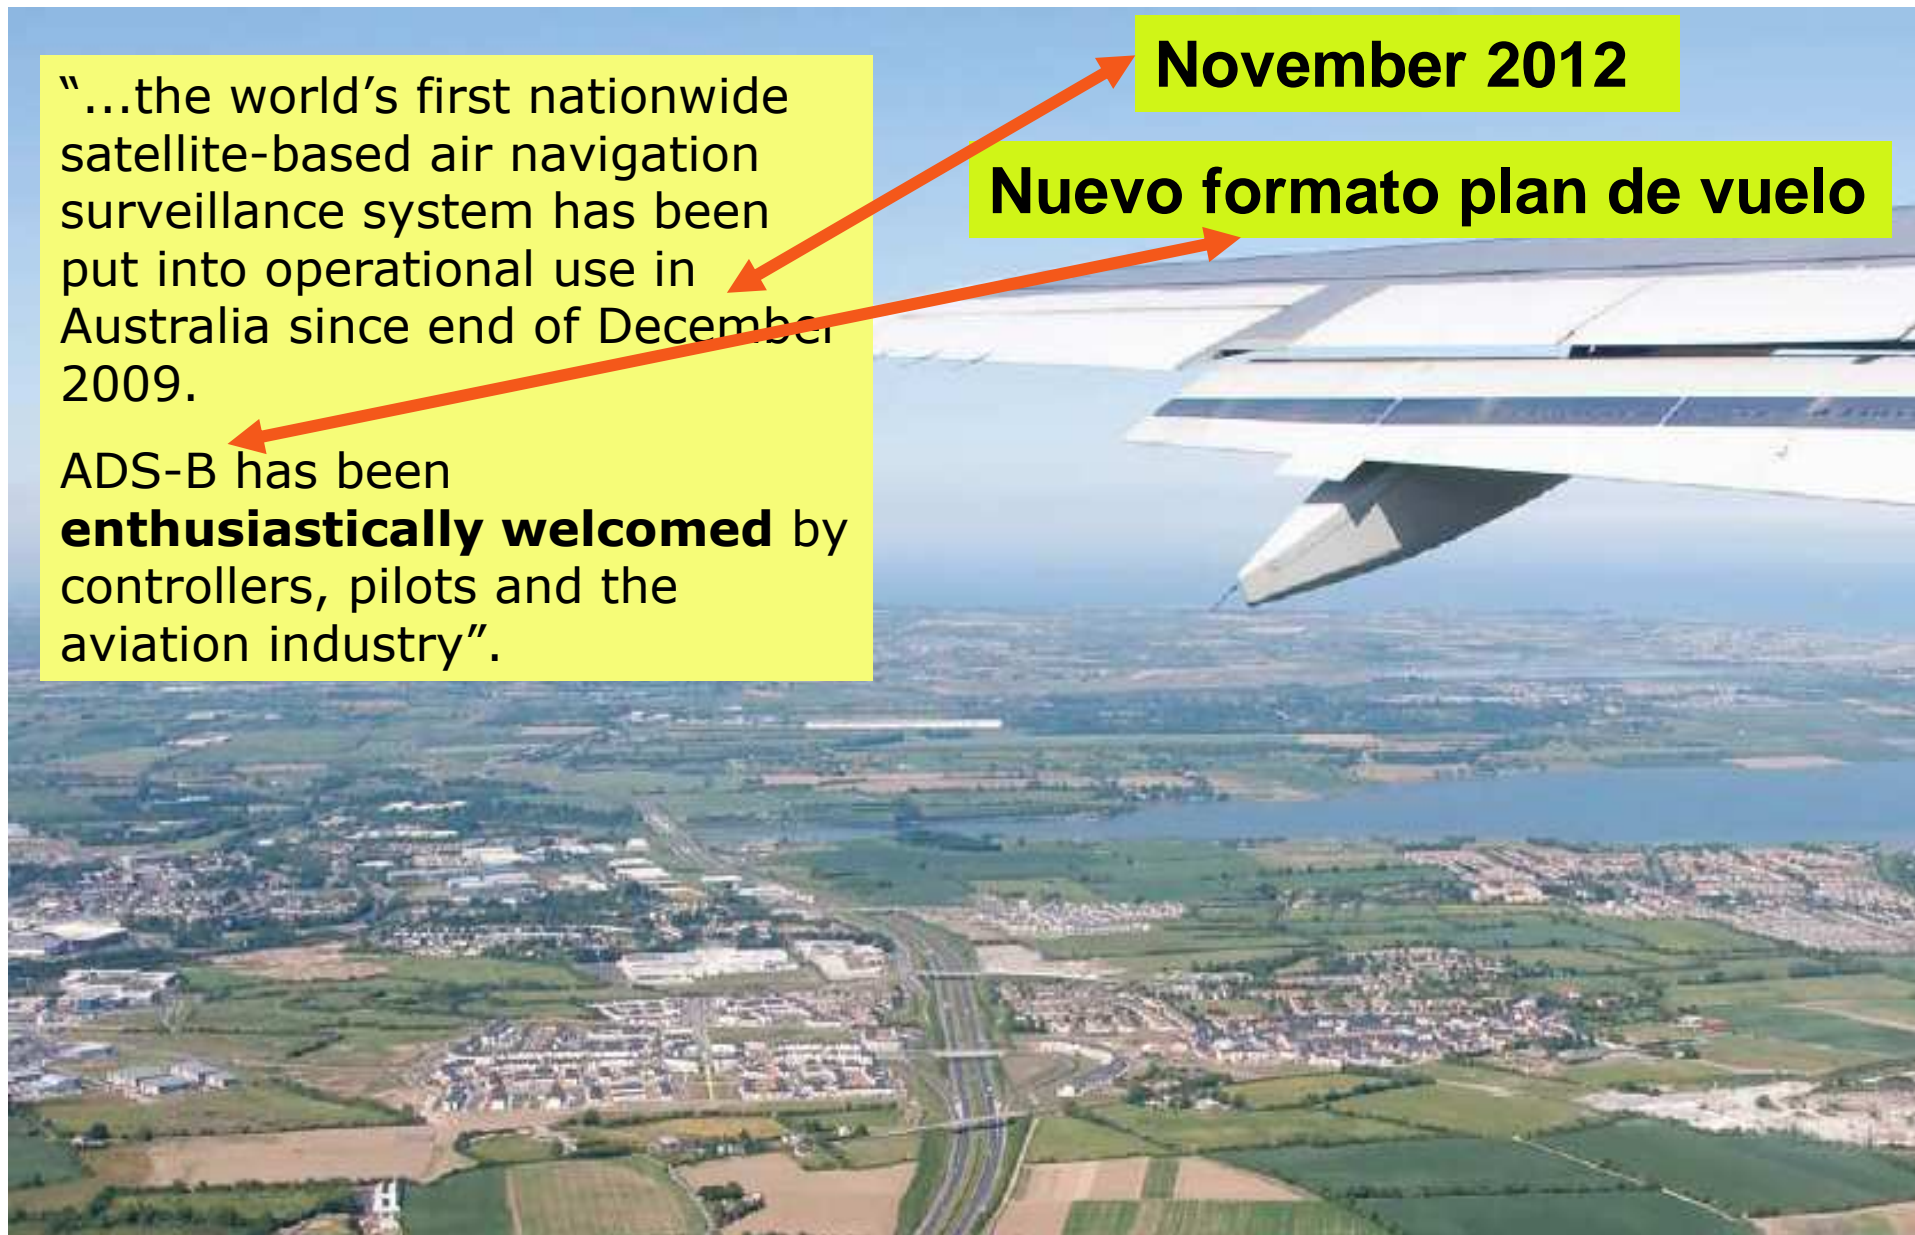 “...the world’s first nationwide
satellite-based air navigation
surveillance system has been
put into operational use in
Australia since end of December
2009.
ADS-B has been
enthusiastically welcomed by
controllers, pilots and the
aviation industry”.
November 2012
Nuevo formato plan de vuelo